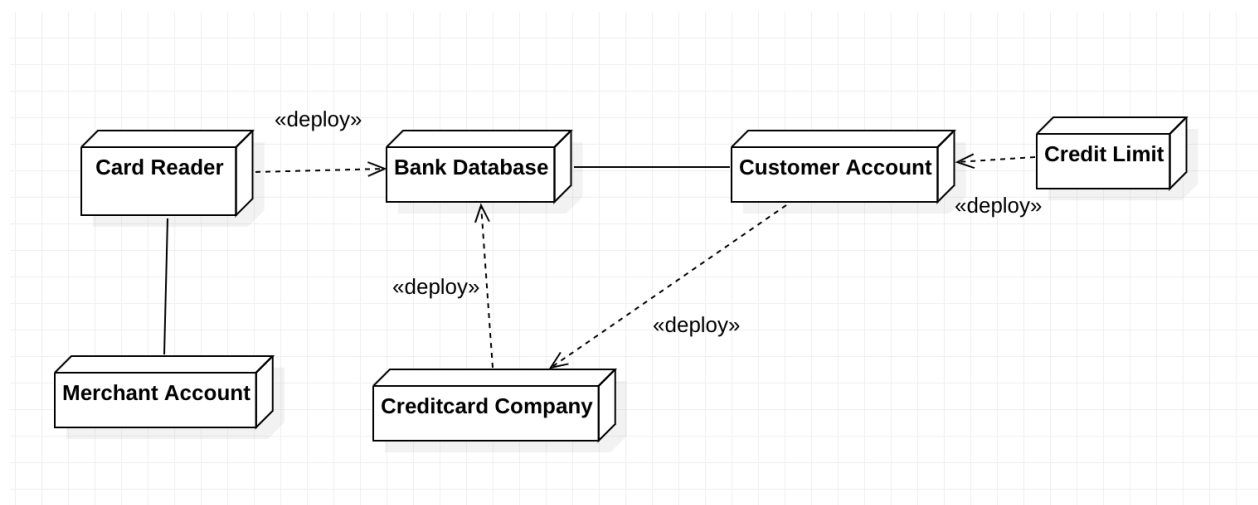 «deploy»
Card Reader
Bank Database
Customer Account
Credit Limit
«deploy»
«deploy»
«deploy»
Merchant Account
Creditcard Company